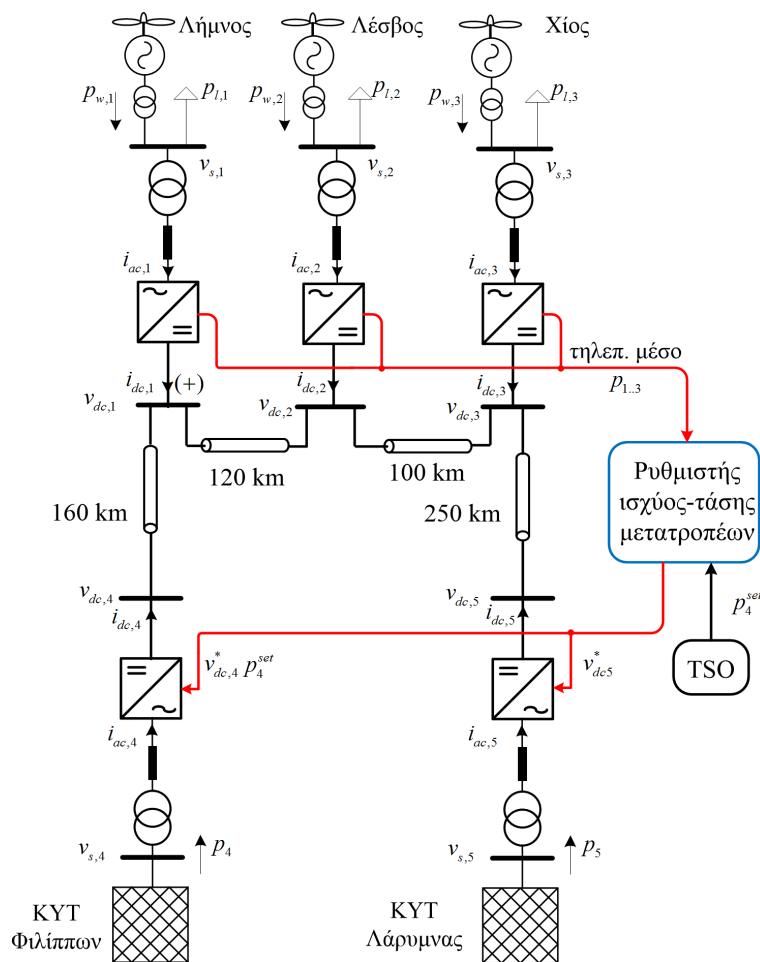 Λήμνος
Λέσβος
Χίος
p_{w,1}
p_{l,1}
p_{w,2}
p_{l,2}
p_{w,3}
p_{l,3}
v_{s,1}
v_{s,2}
v_{s,3}
i_{ac,1}
i_{ac,2}
i_{ac,3}
τηλεπ. μέσο
p_{1..3}
i_{dc,1} (+)
i_{dc,2}
i_{dc,3}
v_{dc,1}
v_{dc,2}
v_{dc,3}
120 km
100 km
160 km
250 km
Ρυθμιστής
ισχύος-τάσης
μετατροπέων
v_{dc,4}
i_{dc,4}
v_{dc,5}
i_{dc,5}
p_4^{set}
TSO
v_{dc,4}^* p_4^{set}
v_{dc5}^*
i_{ac,4}
i_{ac,5}
v_{s,4}
p_4
v_{s,5}
p_5
ΚΥΤ
Φιλίππων
ΚΥΤ
Λάρυμνας